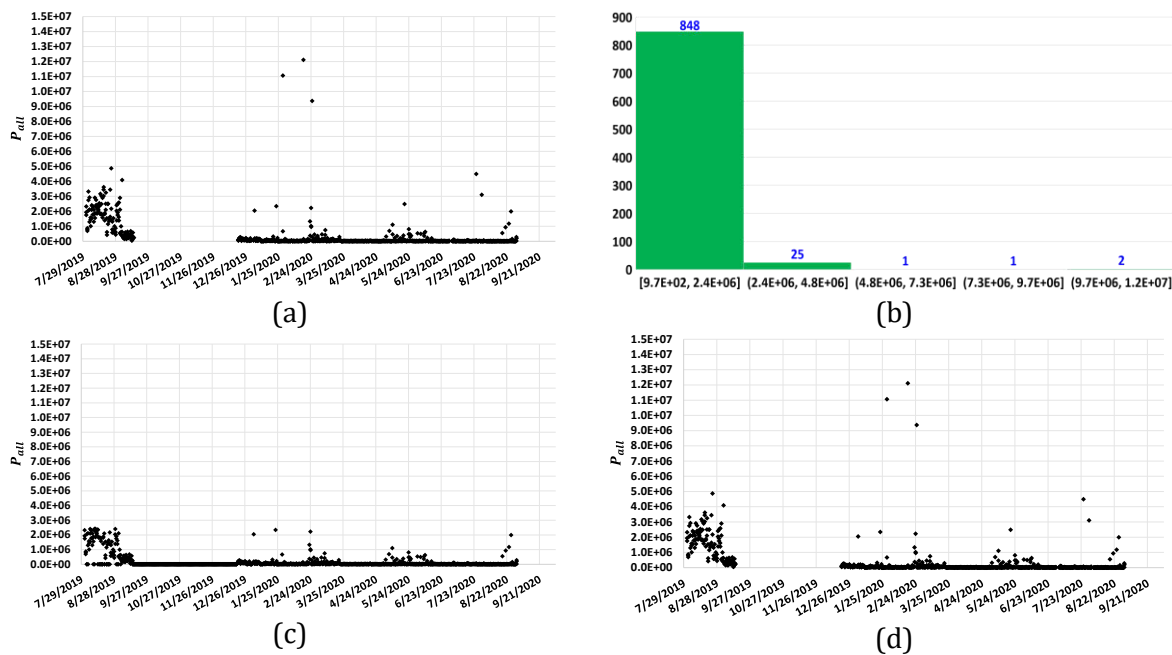 1.5E+07
1.4E+07
1.3E+07
1.2E+07
1.1E+07
1.0E+07
9.0E+06
8.0E+06
7.0E+06
6.0E+06
5.0E+06
4.0E+06
3.0E+06
2.0E+06
1.0E+06
0.0E+00
P_all
7/29/2019 8/28/2019 9/27/2019 10/27/2019 11/26/2019 12/26/2019 1/25/2020 2/24/2020 3/25/2020 4/24/2020 5/24/2020 6/23/2020 7/23/2020 8/22/2020 9/21/2020
(a)
900
800
700
600
500
400
300
200
100
0
848 25 1 1 2
[9.7E+02, 2.4E+06] (2.4E+06, 4.8E+06] (4.8E+06, 7.3E+06] (7.3E+06, 9.7E+06] (9.7E+06, 1.2E+07]
(b)
1.5E+07
1.4E+07
1.3E+07
1.2E+07
1.1E+07
1.0E+07
9.0E+06
8.0E+06
7.0E+06
6.0E+06
5.0E+06
4.0E+06
3.0E+06
2.0E+06
1.0E+06
0.0E+00
P_all
7/29/2019 8/28/2019 9/27/2019 10/27/2019 11/26/2019 12/26/2019 1/25/2020 2/24/2020 3/25/2020 4/24/2020 5/24/2020 6/23/2020 7/23/2020 8/22/2020 9/21/2020
(c)
1.5E+07
1.4E+07
1.3E+07
1.2E+07
1.1E+07
1.0E+07
9.0E+06
8.0E+06
7.0E+06
6.0E+06
5.0E+06
4.0E+06
3.0E+06
2.0E+06
1.0E+06
0.0E+00
P_all
7/29/2019 8/28/2019 9/27/2019 10/27/2019 11/26/2019 12/26/2019 1/25/2020 2/24/2020 3/25/2020 4/24/2020 5/24/2020 6/23/2020 7/23/2020 8/22/2020 9/21/2020
(d)